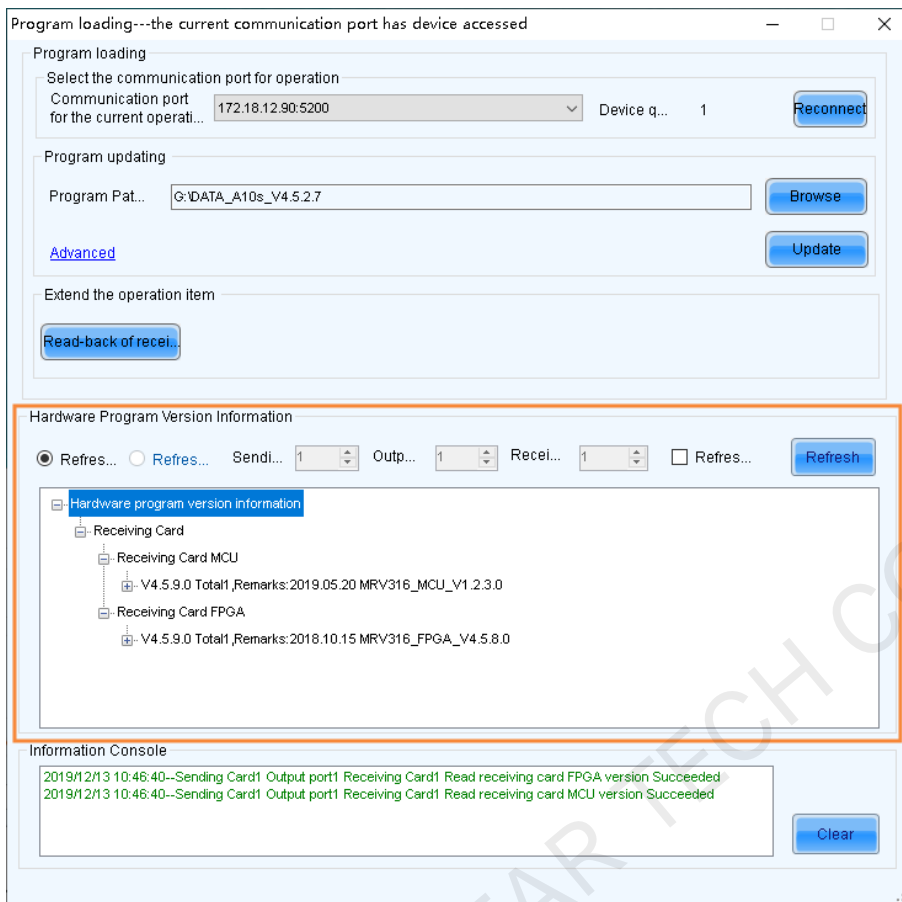 Program loading---the current communication port has device accessed
Program loading
Select the communication port for operation
Communication port
for the current operati... 172.18.12.90:5200 Device q... 1 Reconnect
Program updating
Program Pat... G:\DATA_A10s_V4.5.2.7 Browse
Advanced Update
Extend the operation item
Read-back of recei...
Hardware Program Version Information
Refres... Refres... Sendi... 1 Outp... 1 Recei... 1 Refres... Refresh
Hardware program version information
Receiving Card
Receiving Card MCU
V4.5.9.0 Total1,Remarks:2019.05.20 MRV316_MCU_V1.2.3.0
Receiving Card FPGA
V4.5.9.0 Total1,Remarks:2018.10.15 MRV316_FPGA_V4.5.8.0
Information Console
2019/12/13 10:46:40--Sending Card1 Output port1 Receiving Card1 Read receiving card FPGA version Succeeded
2019/12/13 10:46:40--Sending Card1 Output port1 Receiving Card1 Read receiving card MCU version Succeeded
Clear
TECH